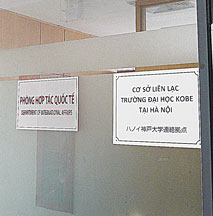 PHÒNG HỢP TÁC QUỐC TẾ
DEPARTMENT OF INTERNATIONAL AFFAIRS
CƠ SỞ LIÊN LẠC
TRƯỜNG ĐẠI HỌC KOBE
TẠI HÀ NỘI
ハノイ神戸大学連絡拠点